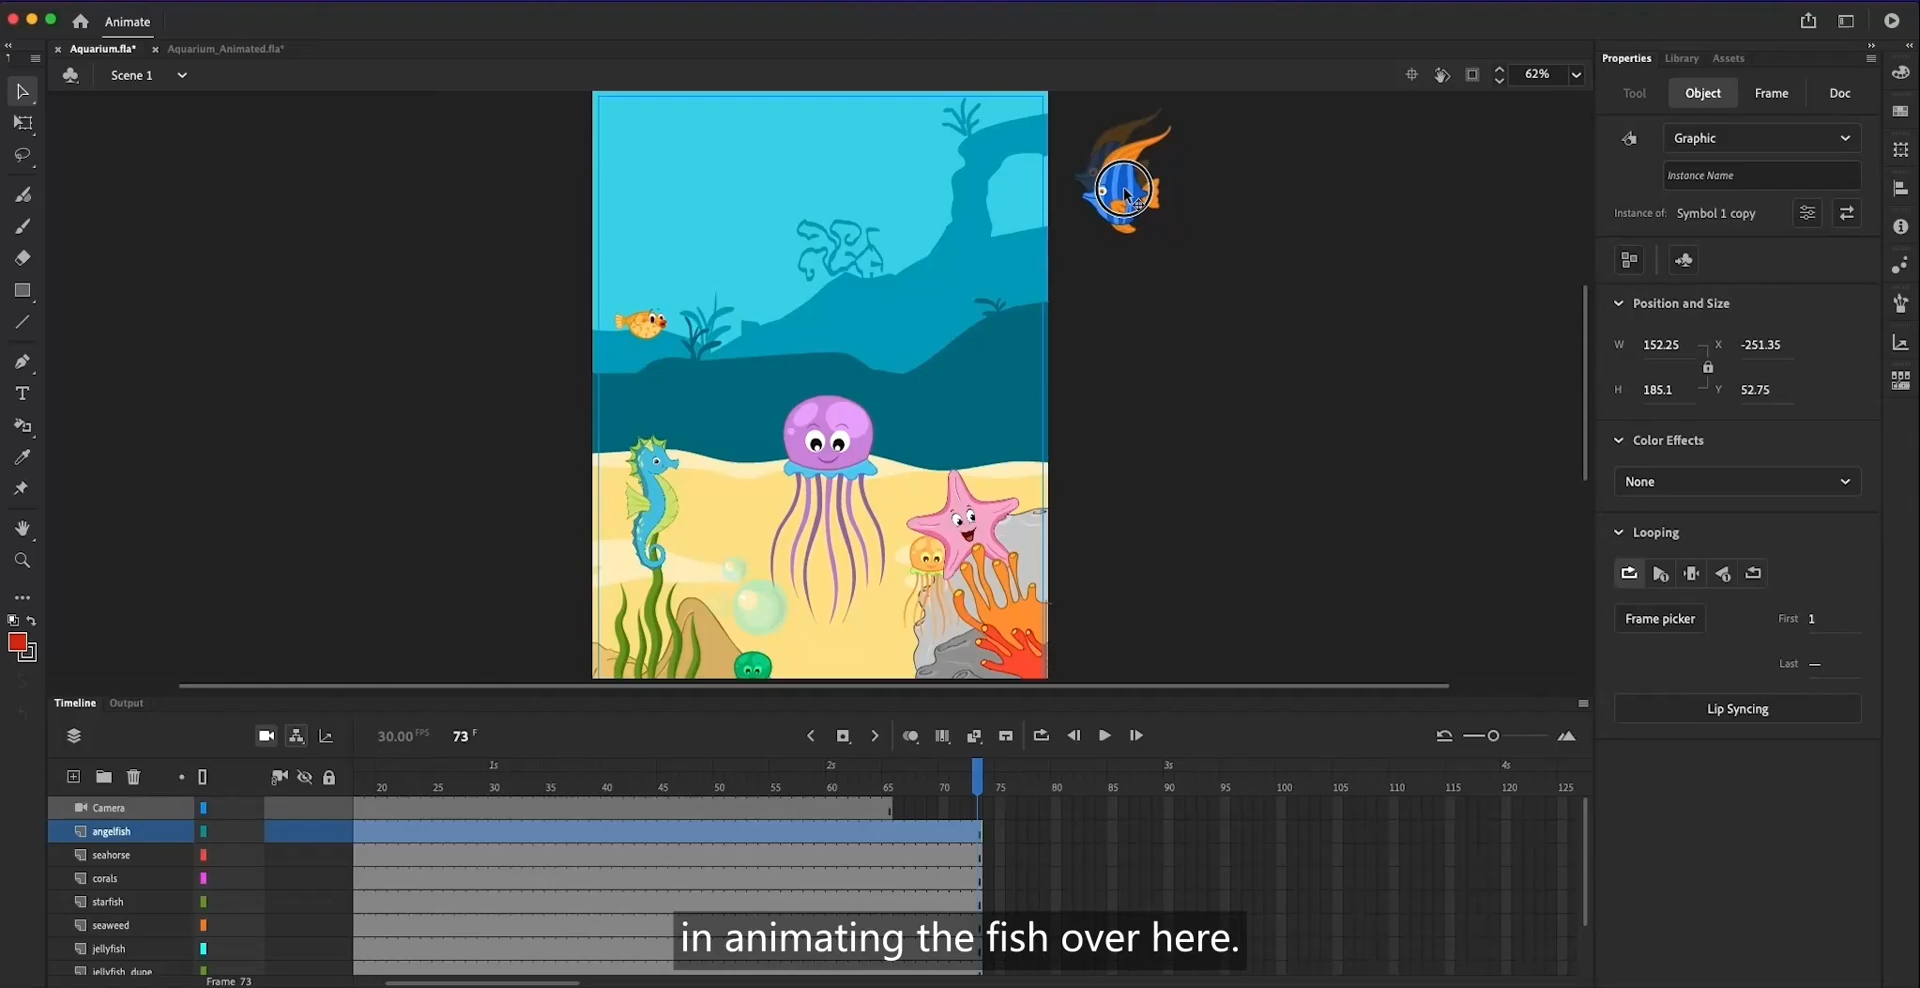 Animate
Aquarium.fla*
Aquarium_Animated.fla*
Scene 1
62%
Properties
Library
Assets
Tool
Object
Frame
Doc
Graphic
Instance Name
Instance of:
Symbol 1 copy
Position and Size
W
152.25
X
-251.35
H
185.1
Y
52.75
Color Effects
None
Looping
Frame picker
First
1
Last
—
Lip Syncing
Timeline
Output
30.00 FPS
73 F
1s
2s
3s
4s
20
25
30
35
40
45
50
55
60
65
70
75
80
85
90
95
100
105
110
115
120
125
Camera
angelfish
seahorse
corals
starfish
seaweed
jellyfish
jellyfish_dupe
Frame 73
in animating the fish over here.